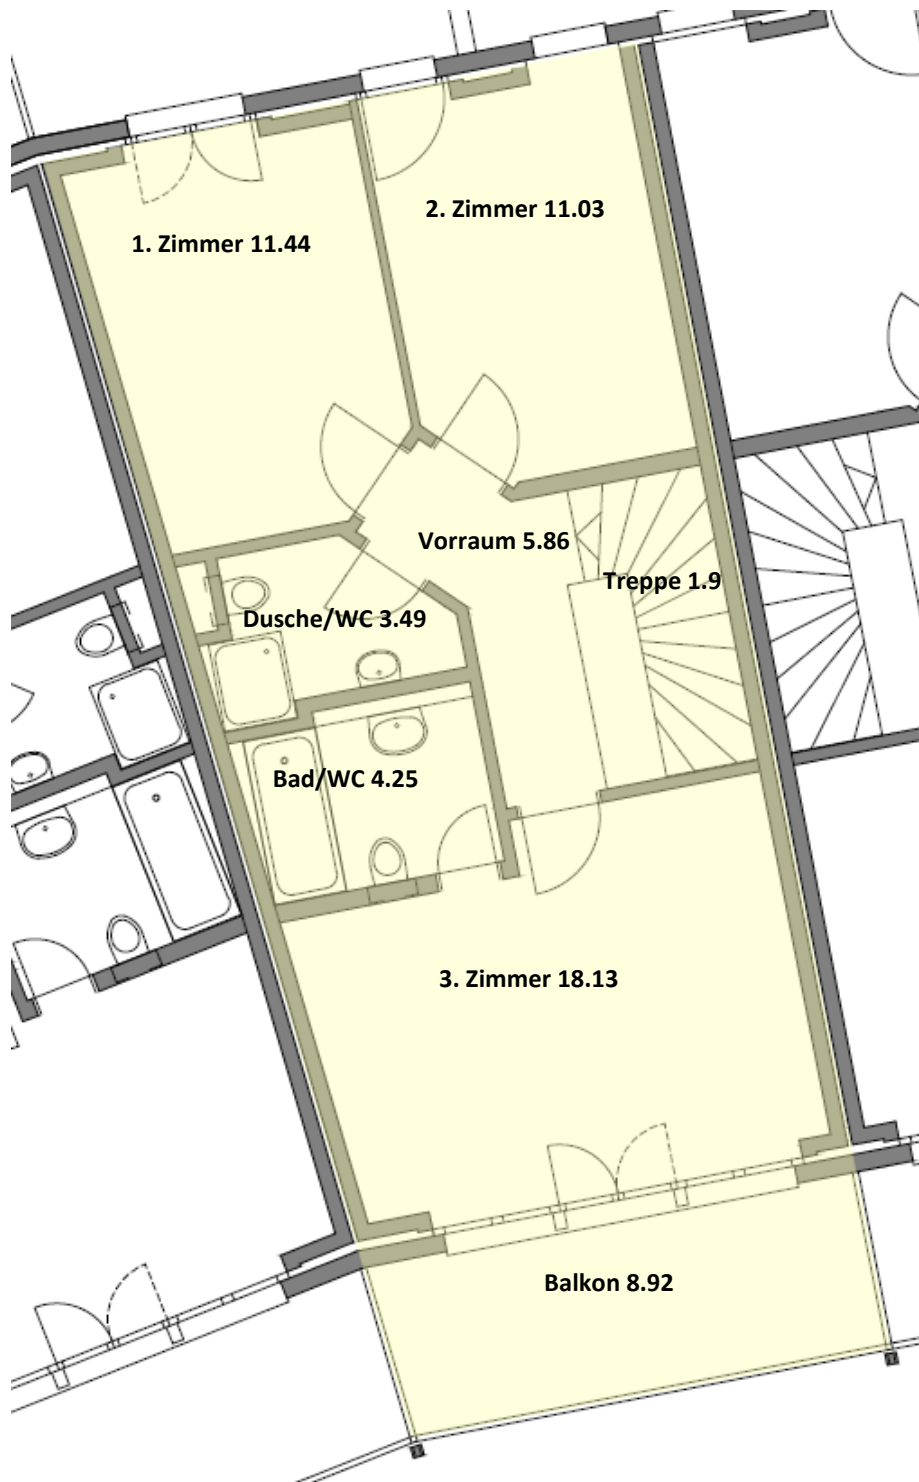 2. Zimmer 11.03
1. Zimmer 11.44
Vorraum 5.86
Treppe 1.9
Dusche/WC 3.49
Bad/WC 4.25
3. Zimmer 18.13
Balkon 8.92